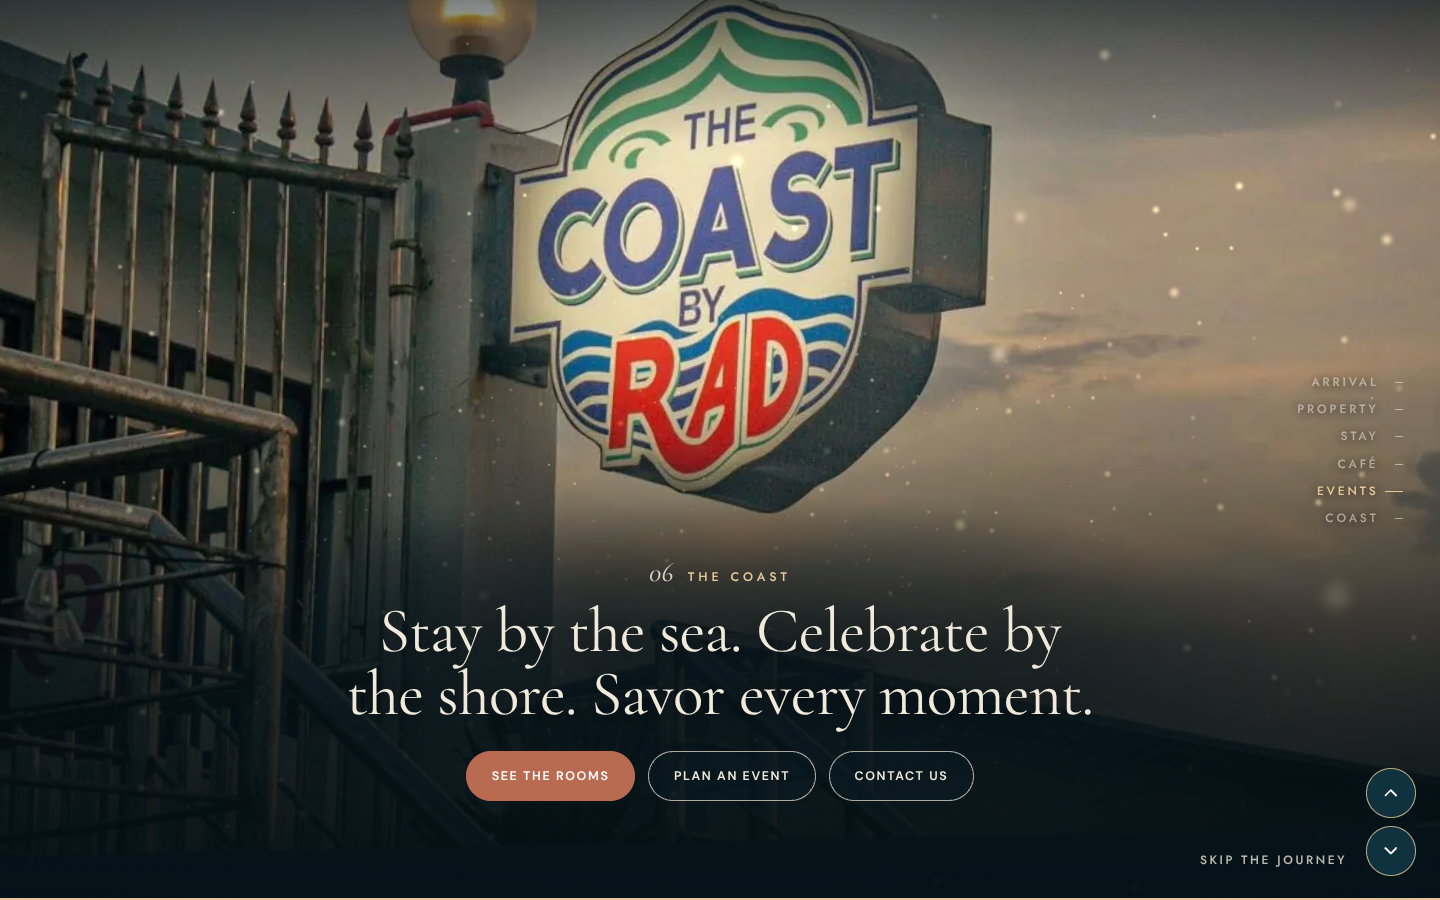 THE
COAST
BY
RAD
ARRIVAL
PROPERTY
STAY
CAFÉ
EVENTS
COAST
06 THE COAST
Stay by the sea. Celebrate by
the shore. Savor every moment.
SEE THE ROOMS
PLAN AN EVENT
CONTACT US
SKIP THE JOURNEY